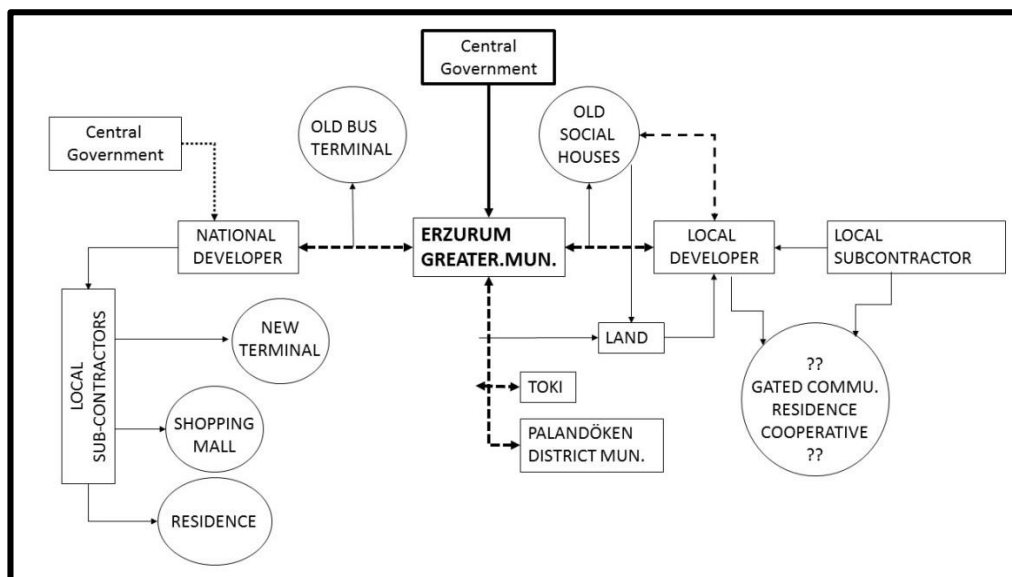 Central
Government
Central
Government
OLD BUS
TERMINAL
OLD
SOCIAL
HOUSES
NATIONAL
DEVELOPER
ERZURUM
GREATER.MUN.
LOCAL
DEVELOPER
LOCAL
SUBCONTRACTOR
LOCAL
SUB-CONTRACTORS
NEW
TERMINAL
LAND
TOKI
SHOPPING
MALL
PALANDÖKEN
DISTRICT MUN.
??
GATED COMMU.
RESIDENCE
COOPERATIVE
??
RESIDENCE